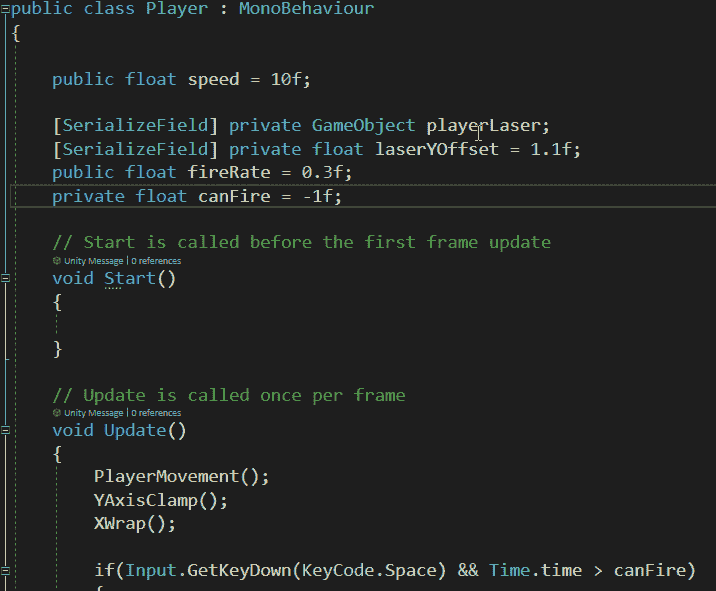 public class Player : MonoBehaviour
{
public float speed = 10f;
[SerializeField] private GameObject playerLaser;
[SerializeField] private float laserYOffset = 1.1f;
public float fireRate = 0.3f;
private float canFire = -1f;
// Start is called before the first frame update
Unity Message | 0 references
void Start()
{
}
// Update is called once per frame
Unity Message | 0 references
void Update()
{
PlayerMovement();
YAxisClamp();
XWrap();
if(Input.GetKeyDown(KeyCode.Space) && Time.time > canFire)
{